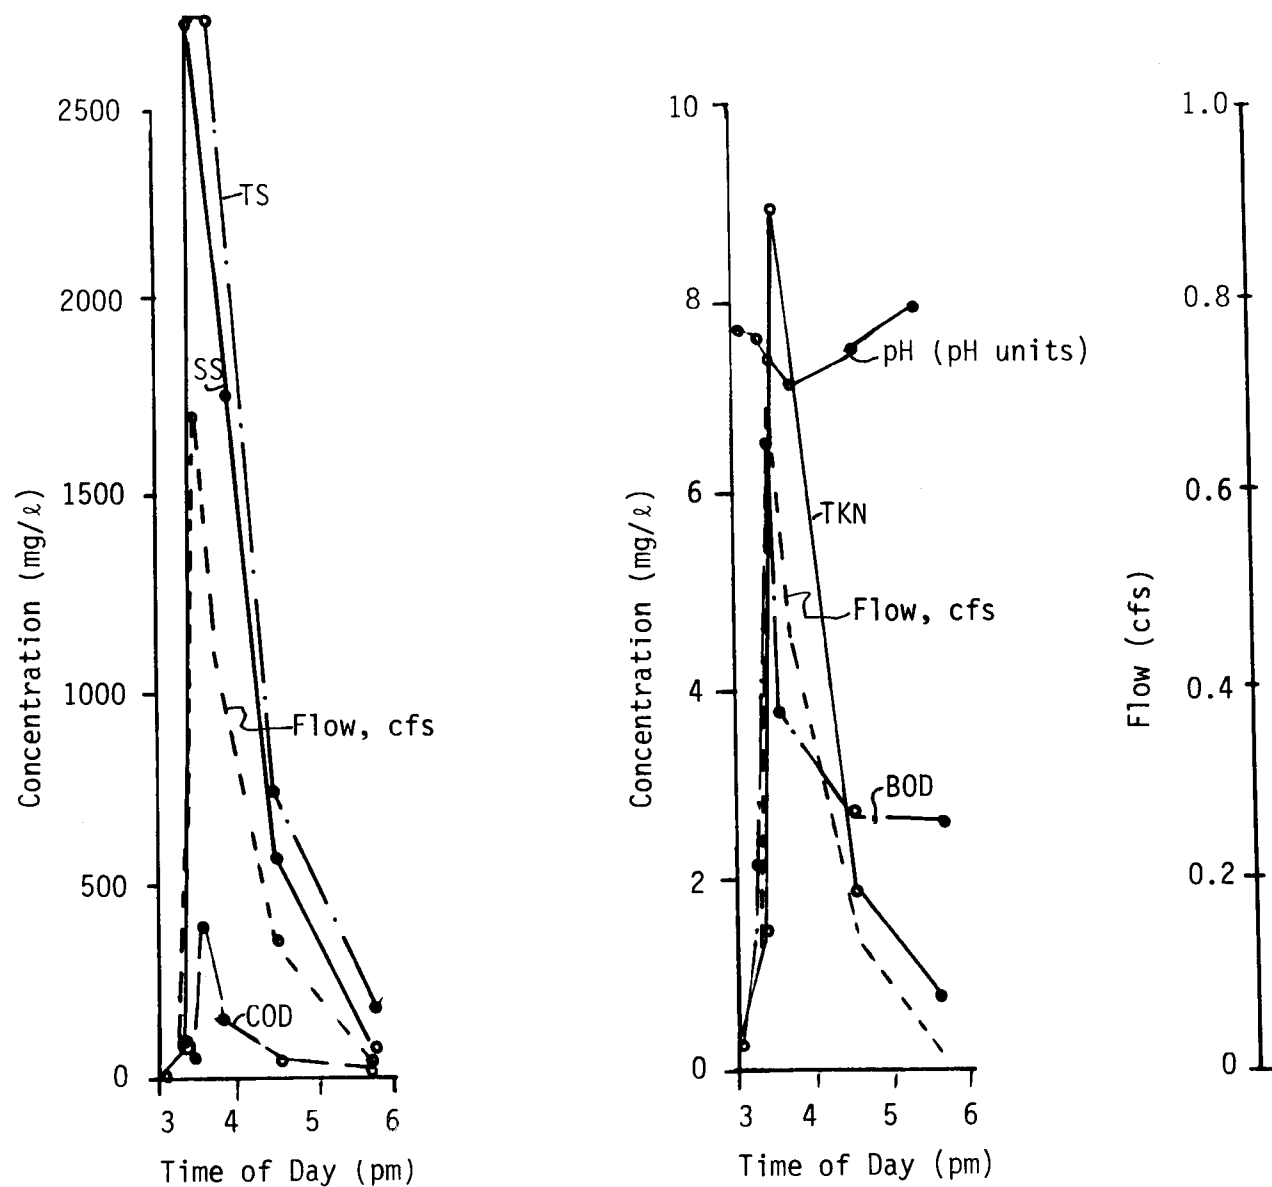 2500
2000
1500
1000
500
0
Concentration (mg/ℓ)
TS
SS
Flow, cfs
COD
3 4 5 6
Time of Day (pm)
10
8
6
4
2
0
Concentration (mg/ℓ)
pH (pH units)
TKN
Flow, cfs
BOD
3 4 5 6
Time of Day (pm)
1.0
0.8
0.6
0.4
0.2
0
Flow (cfs)